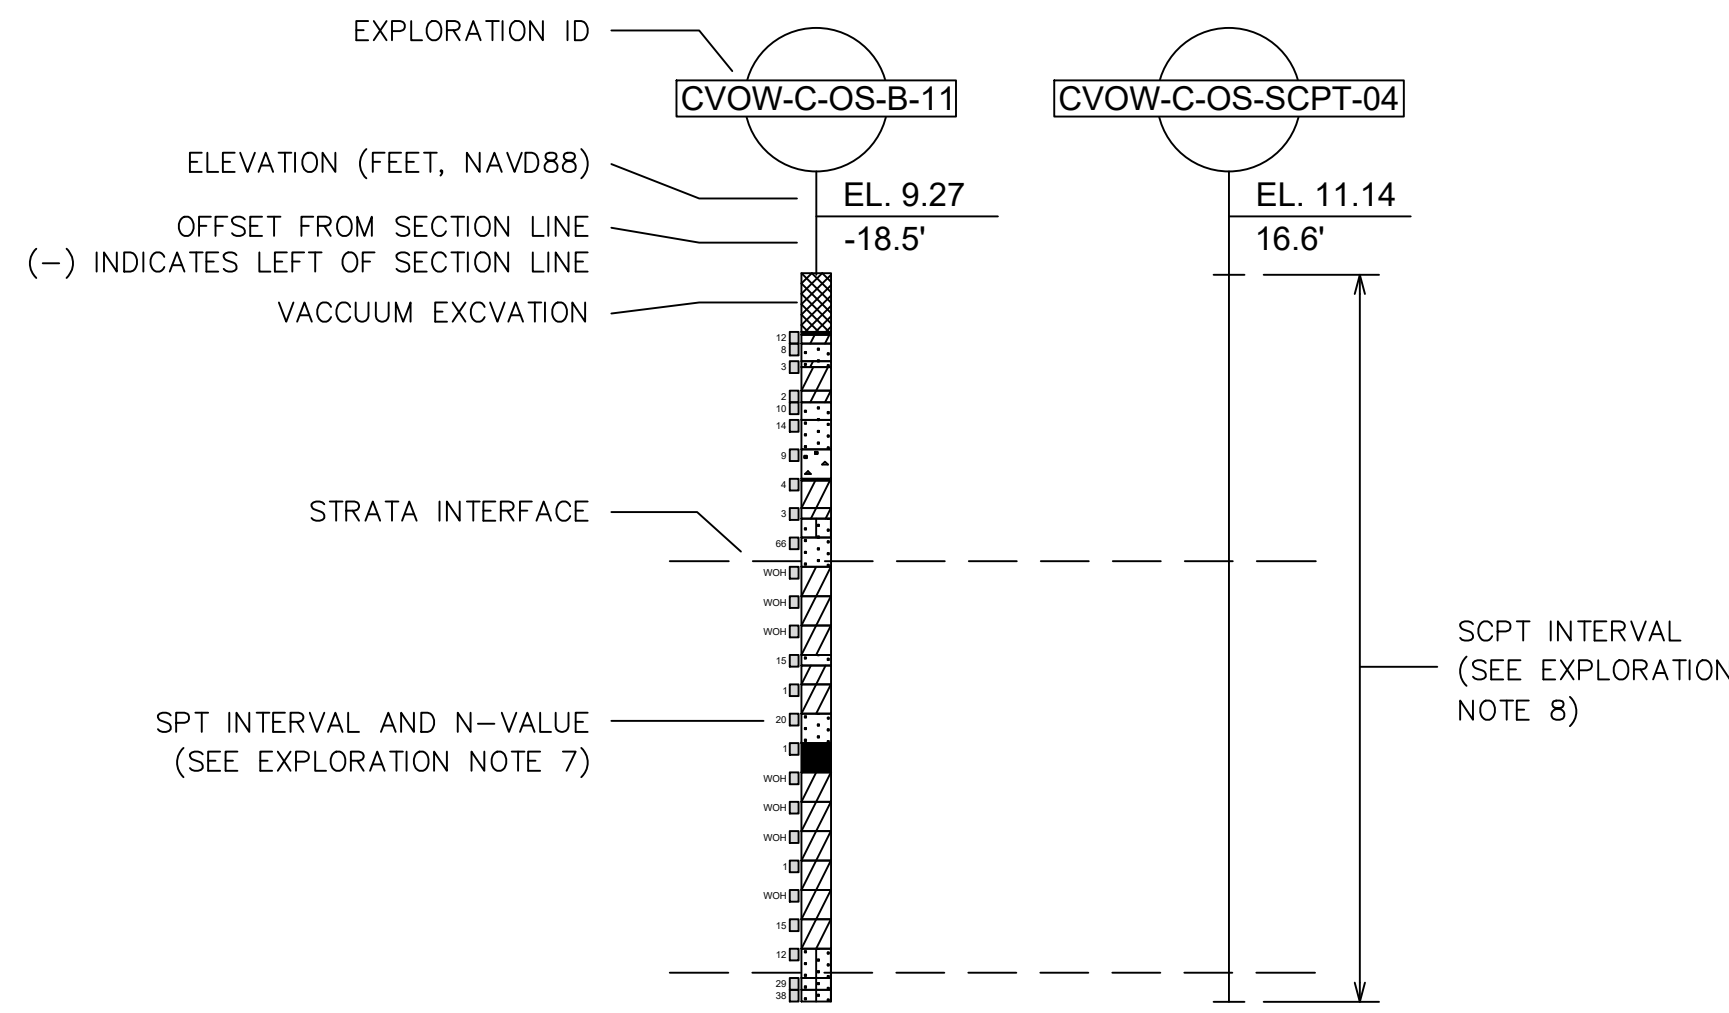 EXPLORATION ID
CVOW-C-OS-B-11
CVOW-C-OS-SCPT-04
ELEVATION (FEET, NAVD88)
EL. 9.27
EL. 11.14
OFFSET FROM SECTION LINE
(-) INDICATES LEFT OF SECTION LINE
-18.5'
16.6'
VACCUUM EXCVATION
12
8
3
2
10
14
9
4
3
STRATA INTERFACE
66
WOH
WOH
WOH
15
1
20
1
WOH
WOH
WOH
1
WOH
15
12
29
38
SPT INTERVAL AND N-VALUE
(SEE EXPLORATION NOTE 7)
SCPT INTERVAL
(SEE EXPLORATION
NOTE 8)